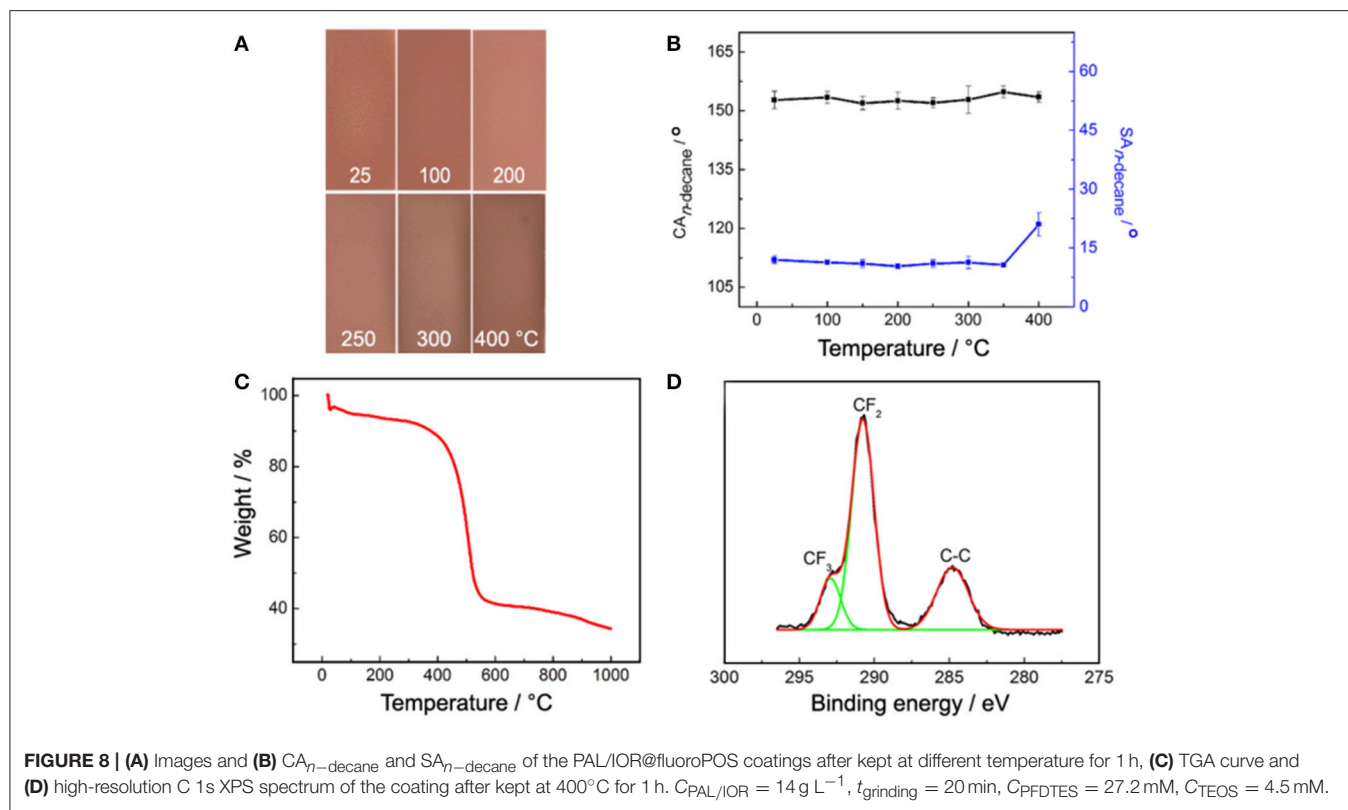 A
25 100 200
250 300 400 °C
B
165
150
135
120
105
CAn-decane / °
60
45
30
15
0
SAn-decane / °
0 100 200 300 400
Temperature / °C
C
100
80
60
40
Weight / %
0 200 400 600 800 1000
Temperature / °C
D
CF2
CF3
C-C
300 295 290 285 280 275
Binding energy / eV
FIGURE 8 | (A) Images and (B) CAn−decane and SAn−decane of the PAL/IOR@fluoroPOS coatings after kept at different temperature for 1 h, (C) TGA curve and
(D) high-resolution C 1s XPS spectrum of the coating after kept at 400°C for 1 h. CPAL/IOR = 14 g L−1, tgrinding = 20 min, CPFDTES = 27.2 mM, CTEOS = 4.5 mM.